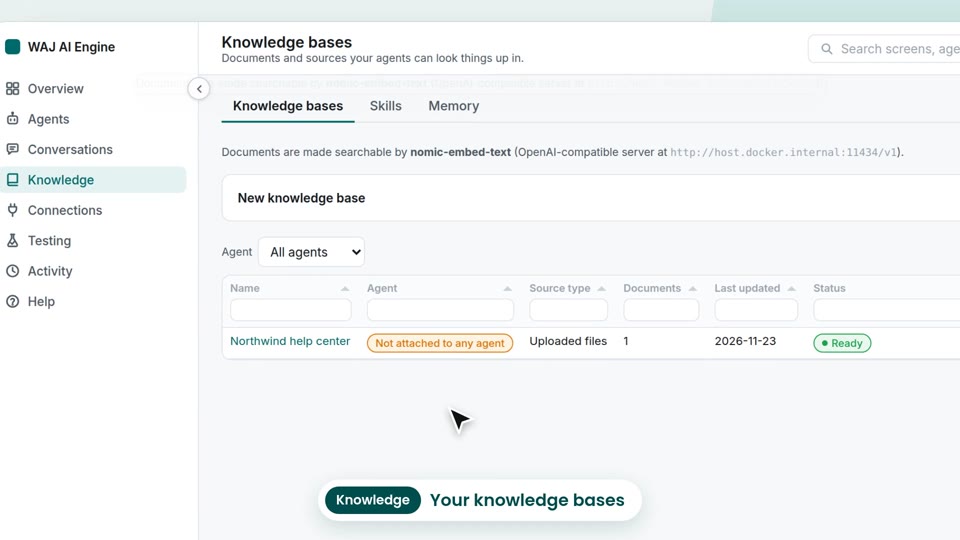 WAJ AI Engine
Overview
Agents
Conversations
Knowledge
Connections
Testing
Activity
Help
Knowledge bases
Documents and sources your agents can look things up in.
Search screens, age
Knowledge bases Skills Memory
Documents are made searchable by nomic-embed-text (OpenAI-compatible server at http://host.docker.internal:11434/v1).
New knowledge base
Agent All agents
Name Agent Source type Documents Last updated Status
Northwind help center Not attached to any agent Uploaded files 1 2026-11-23 Ready
Knowledge Your knowledge bases